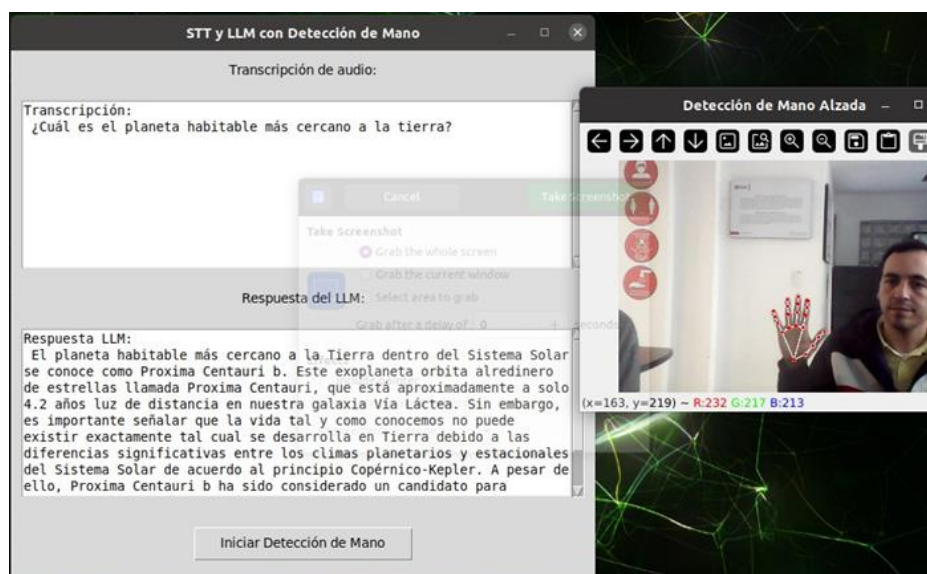 STT y LLM con Detección de Mano
Transcripción de audio:
Transcripción:
¿Cuál es el planeta habitable más cercano a la tierra?
Cancel
Take Screenshot
Take Screenshot
Grab the whole screen
Grab the current window
Select area to grab
Grab after a delay of 0 + seconds
Respuesta del LLM:
Respuesta LLM:
El planeta habitable más cercano a la Tierra dentro del Sistema Solar
se conoce como Proxima Centauri b. Este exoplaneta orbita alredinero
de estrellas llamada Proxima Centauri, que está aproximadamente a solo
4.2 años luz de distancia en nuestra galaxia Vía Láctea. Sin embargo,
es importante señalar que la vida tal y como conocemos no puede
existir exactamente tal cual se desarrolla en Tierra debido a las
diferencias significativas entre los climas planetarios y estacionales
del Sistema Solar de acuerdo al principio Copérnico-Kepler. A pesar de
ello, Proxima Centauri b ha sido considerado un candidato para
Iniciar Detección de Mano
Detección de Mano Alzada
(x=163, y=219) ~ R:232 G:217 B:213